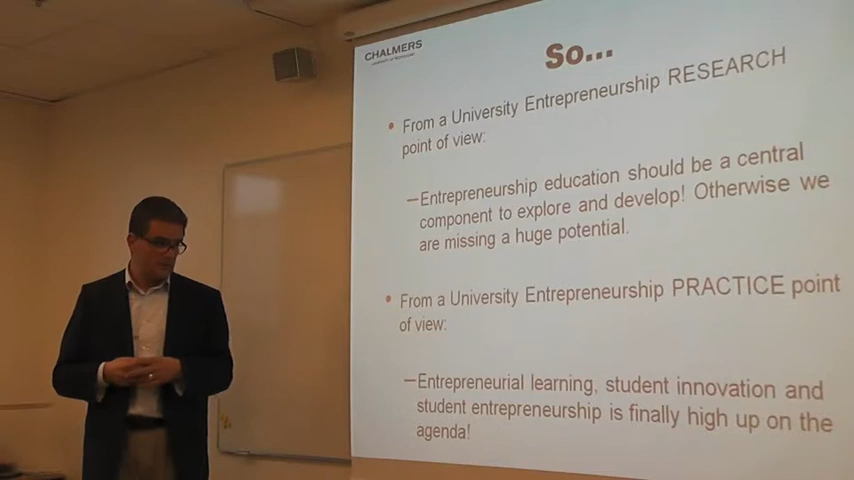 CHALMERS
So...
• From a University Entrepreneurship RESEARCH
point of view:
–Entrepreneurship education should be a central
component to explore and develop! Otherwise we
are missing a huge potential.
• From a University Entrepreneurship PRACTICE point
of view:
–Entrepreneurial learning, student innovation and
student entrepreneurship is finally high up on the
agenda!